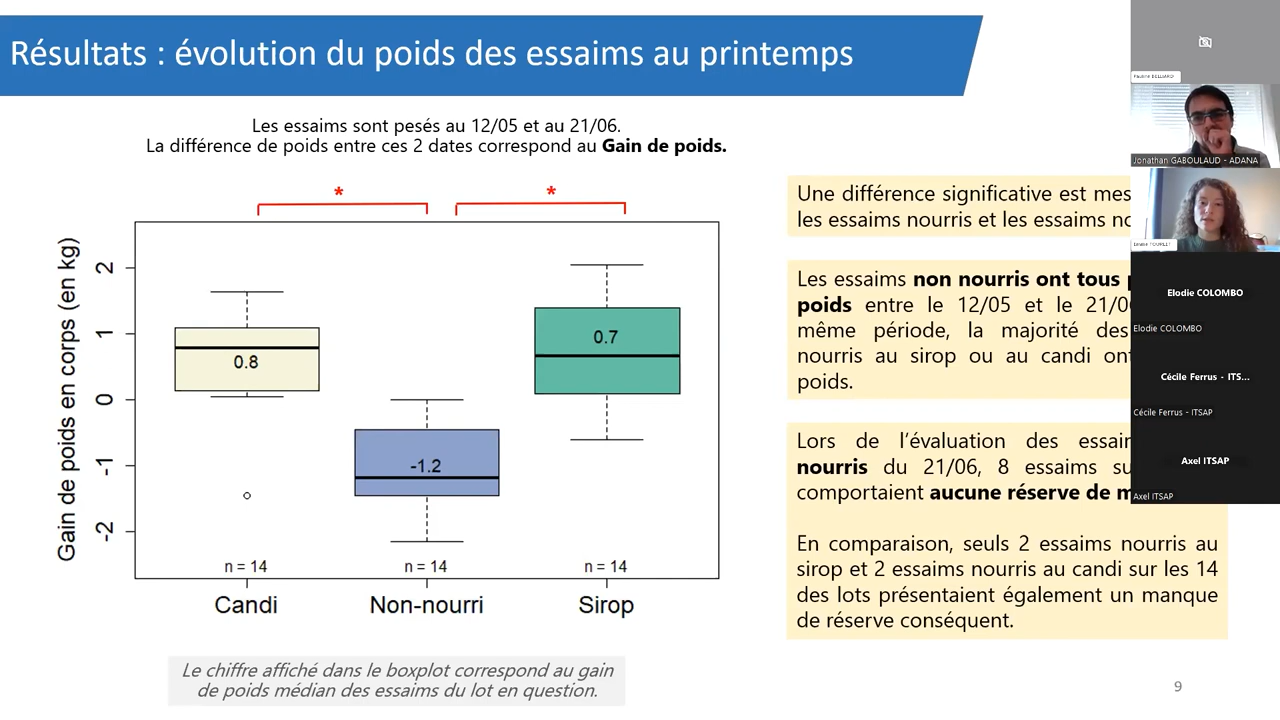 Résultats : évolution du poids des essaims au printemps
Les essaims sont pesés au 12/05 et au 21/06.
La différence de poids entre ces 2 dates correspond au Gain de poids.
*
*
Gain de poids en corps (en kg)
2
1
0
-1
-2
0.8
-1.2
0.7
n = 14
n = 14
n = 14
Candi
Non-nourri
Sirop
Le chiffre affiché dans le boxplot correspond au gain
de poids médian des essaims du lot en question.
Une différence significative est
les essaims nourris et les essaims
Les essaims non nourris ont tous
poids entre le 12/05 et le
même période, la majorité des
nourris au sirop ou au candi
poids.
Lors de l'évaluation des
nourris du 21/06, 8 essaims
comportaient aucune réserve de
En comparaison, seuls 2 essaims nourris au
sirop et 2 essaims nourris au candi sur les 14
des lots présentaient également un manque
de réserve conséquent.
9
Jonathan GABOULAUD - ADANA
Elodie COLOMBO
Elodie COLOMBO
Cécile Ferrus - ITS...
Cécile Ferrus - ITSAP
Axel ITSAP
Axel ITSAP